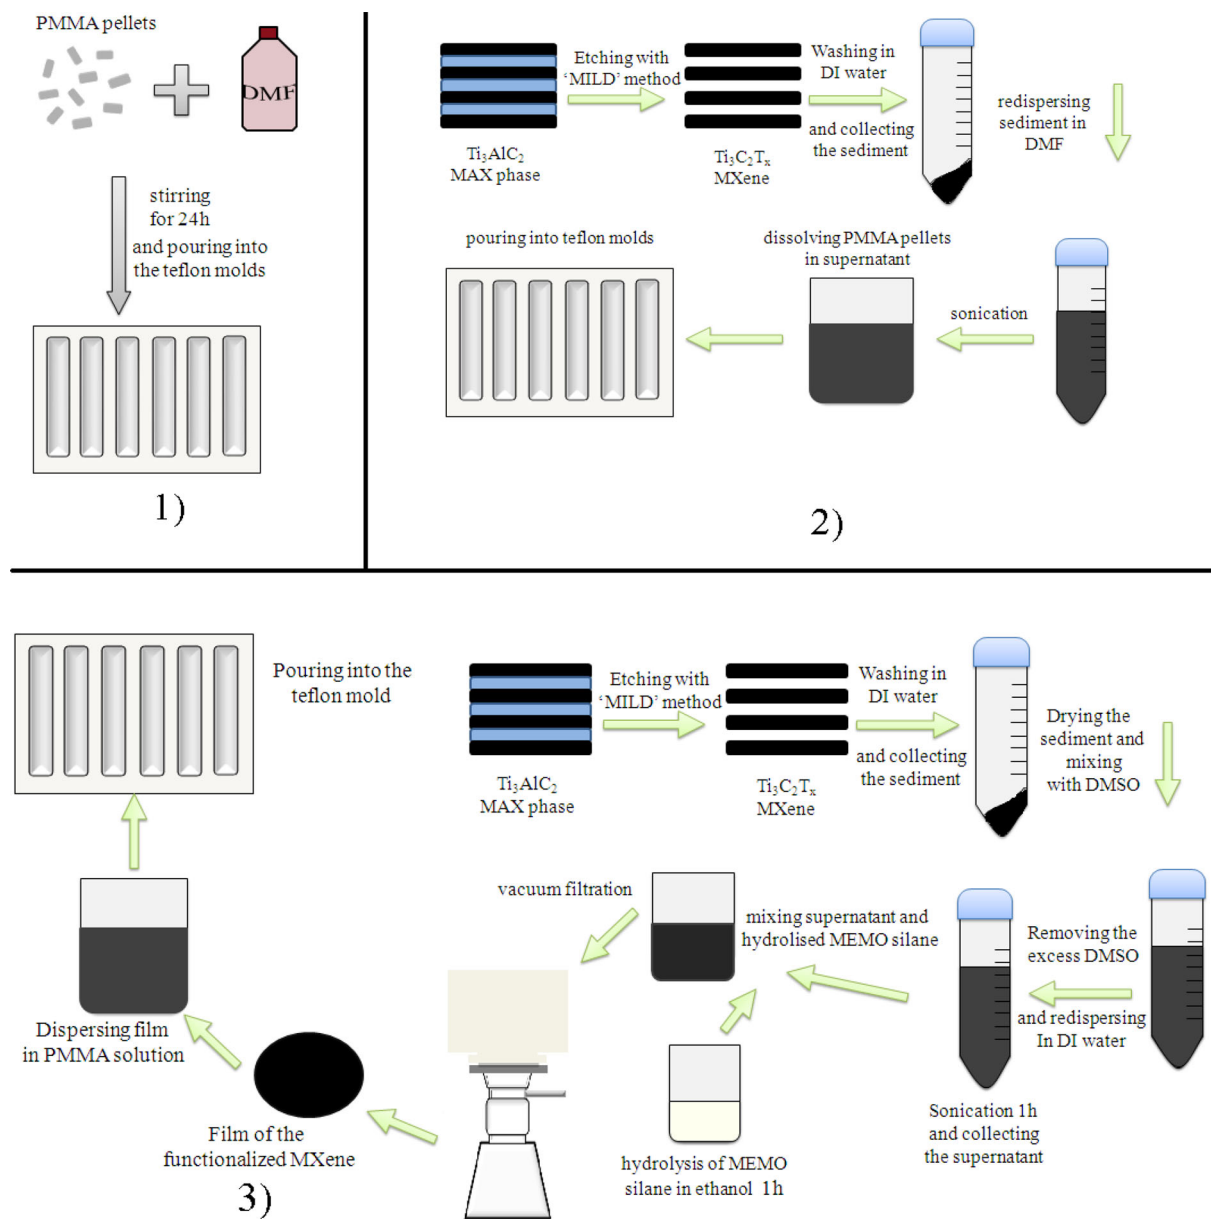 PMMA pellets
DMF
stirring
for 24h
and pouring into
the teflon molds
1)
Ti₃AlC₂
MAX phase
Etching with
‘MILD’ method
Ti₃C₂Tₓ
MXene
Washing in
DI water
and collecting
the sediment
redispersing
sediment in
DMF
sonication
dissolving PMMA pellets
in supernatant
pouring into teflon molds
2)
Ti₃AlC₂
MAX phase
Etching with
‘MILD’ method
Ti₃C₂Tₓ
MXene
Washing in
DI water
and collecting
the sediment
Drying the
sediment and
mixing
with DMSO
Removing the
excess DMSO
and redispersing
In DI water
Sonication 1h
and collecting
the supernatant
mixing supernatant and
hydrolised MEMO silane
hydrolysis of MEMO
silane in ethanol 1h
vacuum filtration
Film of the
functionalized MXene
Dispersing film
in PMMA solution
Pouring into the
teflon mold
3)